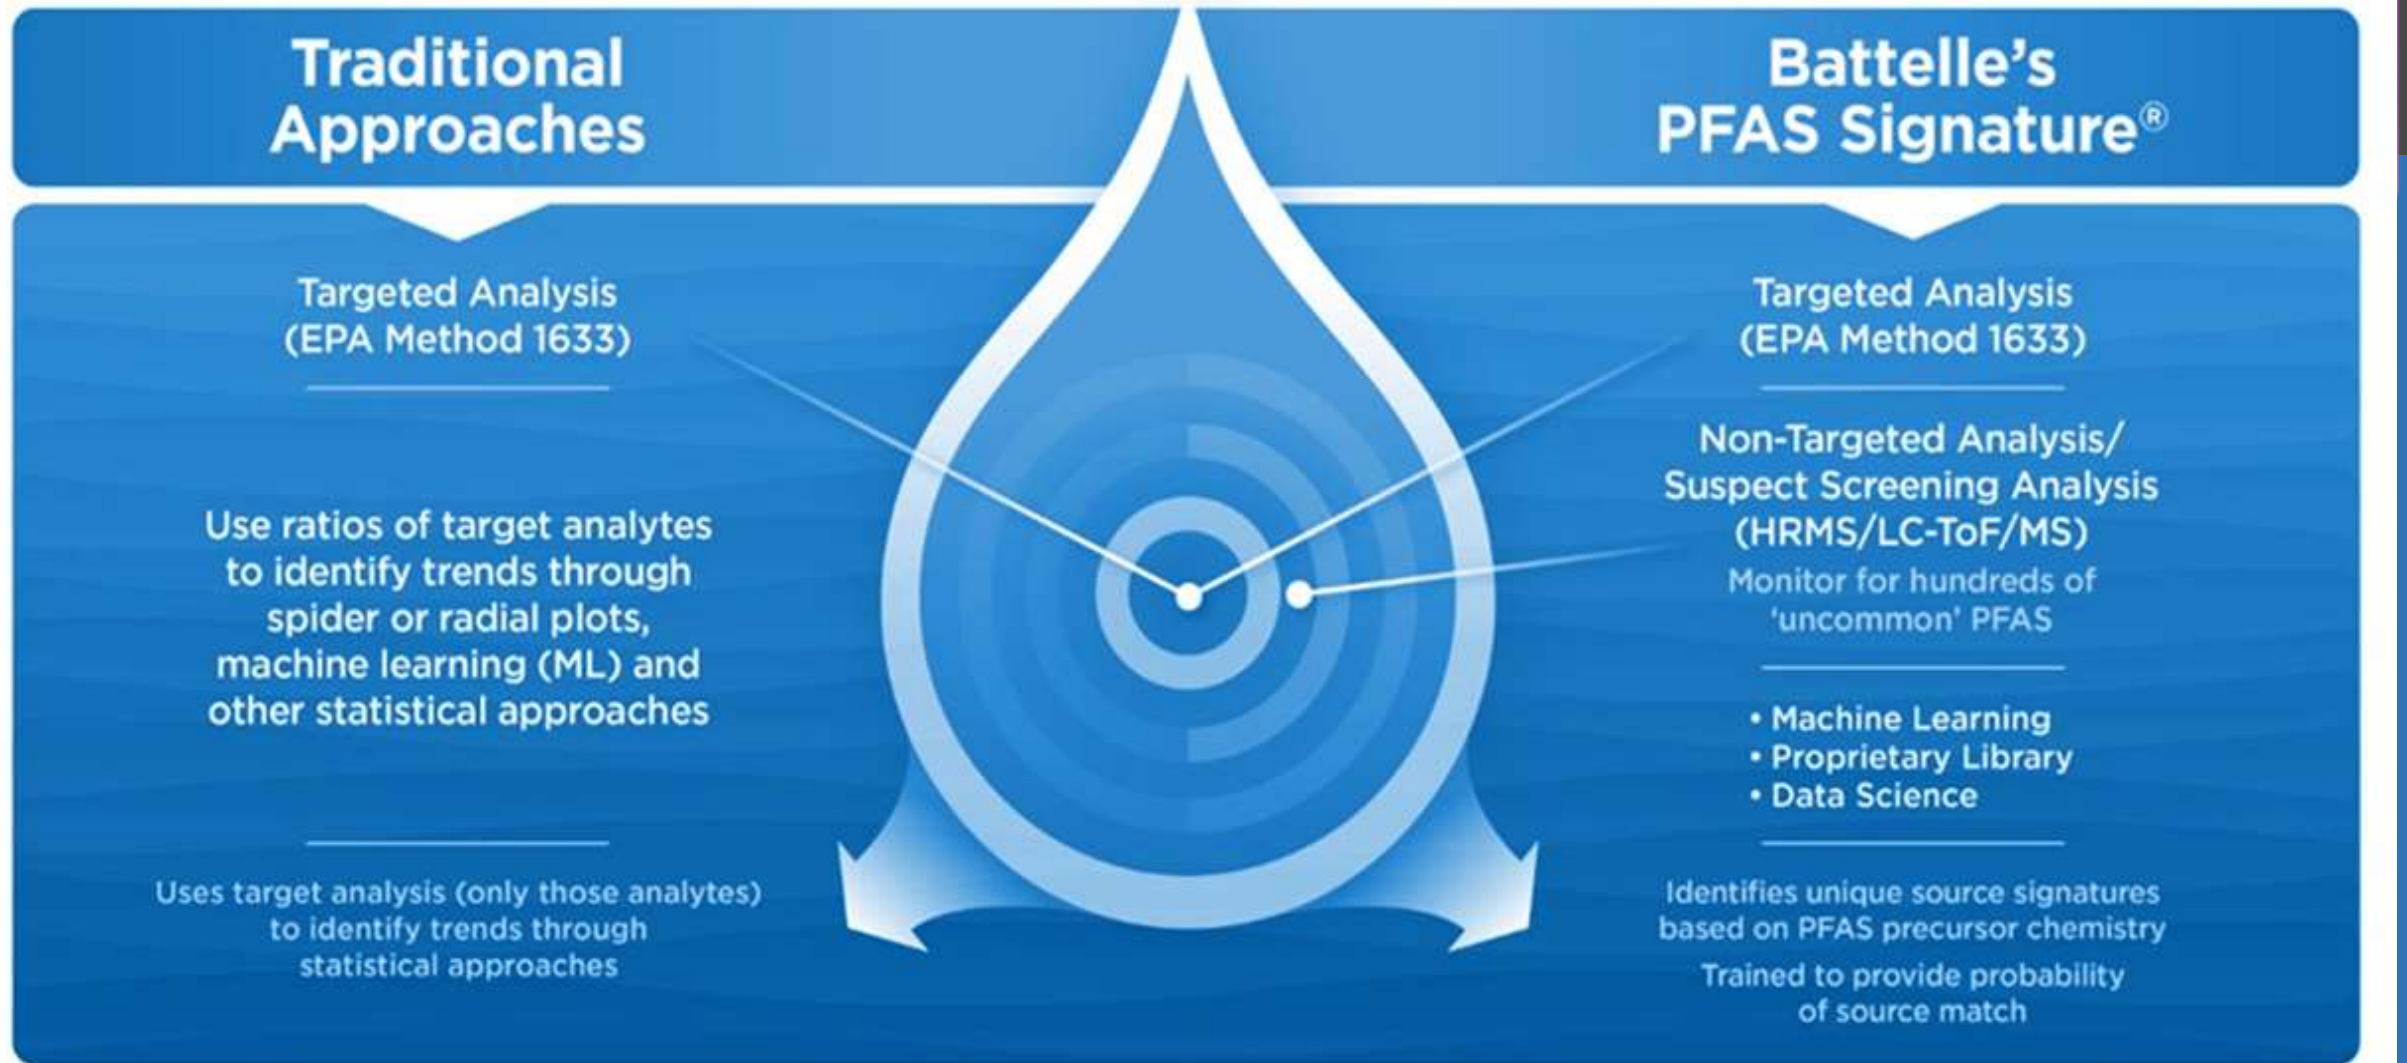 Traditional
Approaches
Targeted Analysis
(EPA Method 1633)
Use ratios of target analytes
to identify trends through
spider or radial plots,
machine learning (ML) and
other statistical approaches
Uses target analysis (only those analytes)
to identify trends through
statistical approaches
Battelle’s
PFAS Signature®
Targeted Analysis
(EPA Method 1633)
Non-Targeted Analysis/
Suspect Screening Analysis
(HRMS/LC-ToF/MS)
Monitor for hundreds of
‘uncommon’ PFAS
• Machine Learning
• Proprietary Library
• Data Science
Identifies unique source signatures
based on PFAS precursor chemistry
Trained to provide probability
of source match